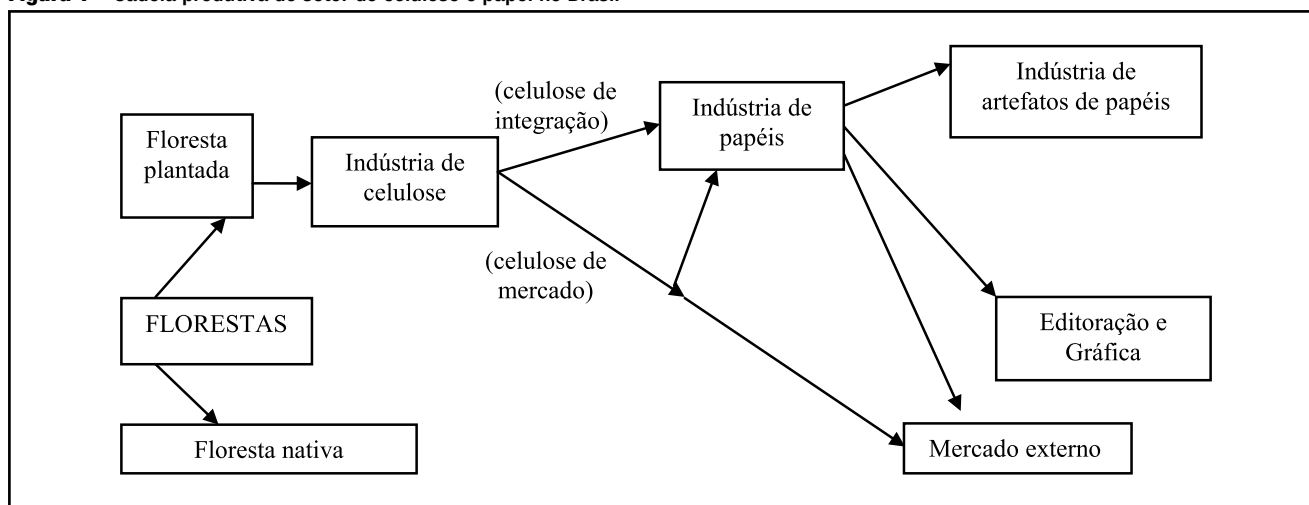 (celulose de
integração)
Indústria de
papéis
Indústria de
artefatos de papéis
Floresta
plantada
Indústria de
celulose
(celulose de
mercado)
FLORESTAS
Editoração e
Gráfica
Floresta nativa
Mercado externo